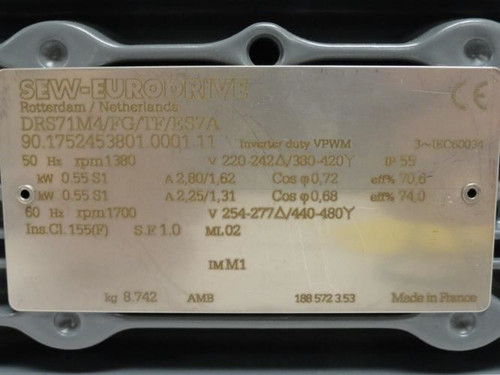 SEW-EURODRIVE
Rotterdam / Netherlands
DRS71M4/FG/TF/ES7A
90.1752453801.0001.11 Inverter duty VPWM 3~IEC60034
50 Hz rpm 1380 V 220-242Δ/380-420Y IP 55
kW 0.55 S1 A 2,80/1,62 Cos φ 0,72 eff% 70,6
kW 0.55 S1 A 2,25/1,31 Cos φ 0,68 eff% 74,0
60 Hz rpm 1700 V 254-277Δ/440-480Y
Ins.Cl. 155(F) S.F. 1.0 ML 02
IM M1
kg 8.742 AMB 188 572 3.53 Made in France
CE